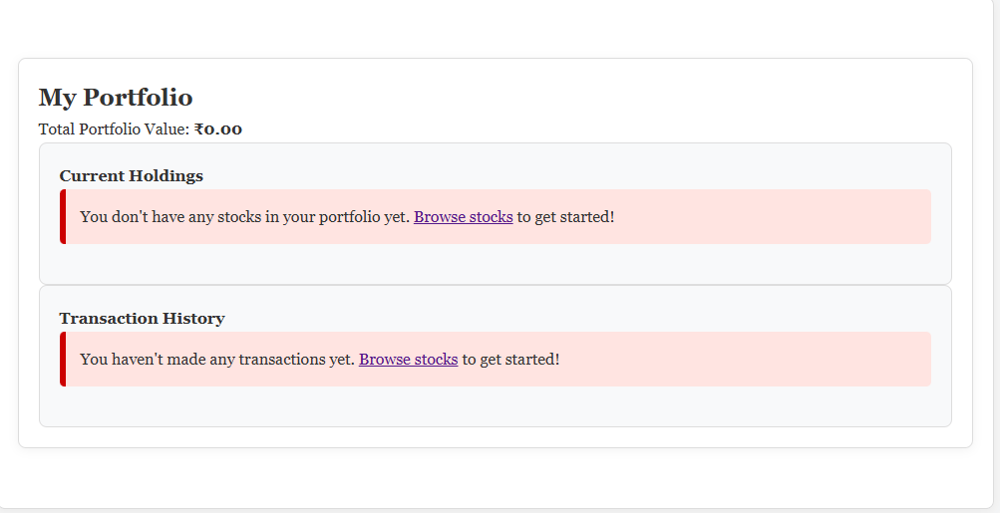 My Portfolio
Total Portfolio Value: ₹0.00
Current Holdings
You don't have any stocks in your portfolio yet. Browse stocks to get started!
Transaction History
You haven't made any transactions yet. Browse stocks to get started!